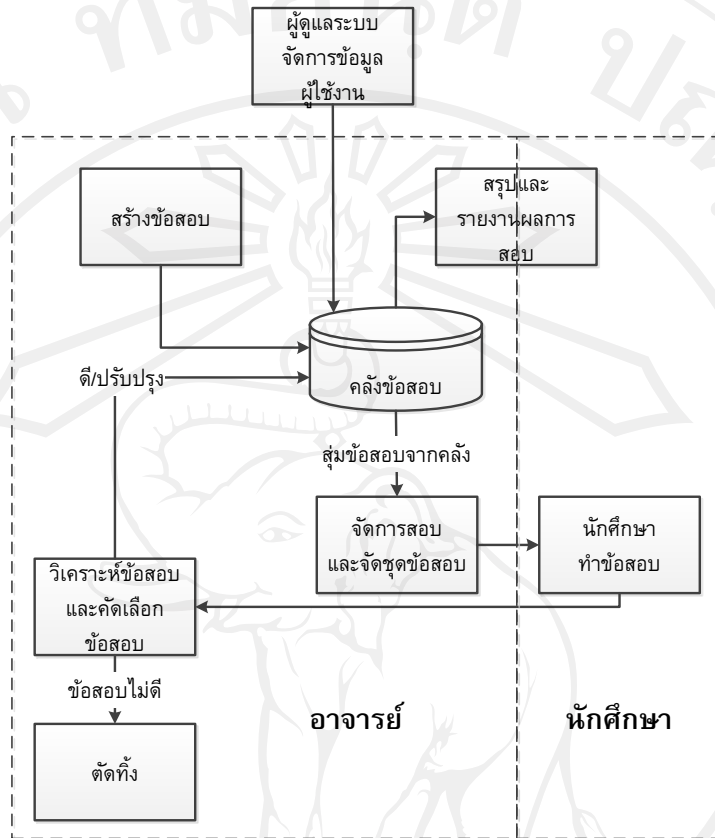 ผู้ดูแลระบบ
จัดการข้อมูล
ผู้ใช้งาน
สร้างข้อสอบ
สรุปและ
รายงานผลการ
สอบ
คลังข้อสอบ
ดี/ปรับปรุง
สุ่มข้อสอบจากคลัง
จัดการสอบ
และจัดชุดข้อสอบ
นักศึกษา
ทำข้อสอบ
วิเคราะห์ข้อสอบ
และคัดเลือก
ข้อสอบ
ข้อสอบไม่ดี
ตัดทิ้ง
อาจารย์
นักศึกษา